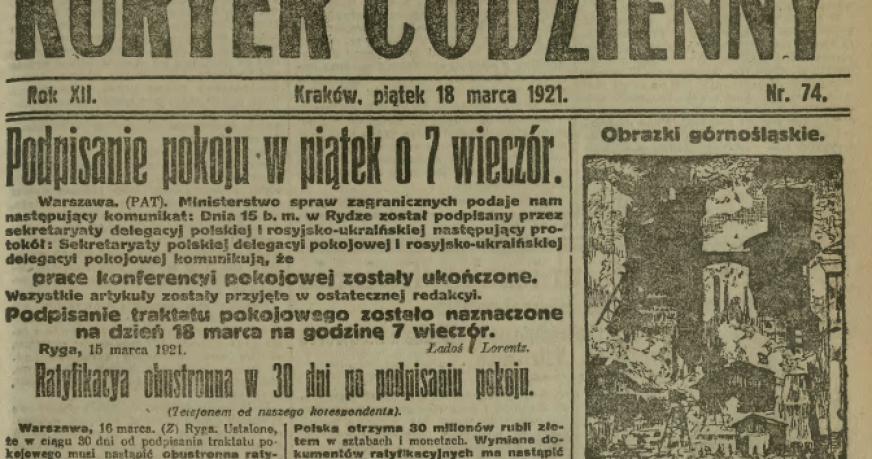 KURYER CODZIENNY
Rok XII.
Kraków, piątek 18 marca 1921.
Nr. 74.
Podpisanie pokoju w piątek o 7 wieczór.
Warszawa. (PAT). Ministerstwo spraw zagranicznych podaje nam
następujący komunikat: Dnia 15 b. m. w Rydze został podpisany przez
sekretaryaty delegacyj polskiej i rosyjsko-ukraińskiej następujący pro-
tokół: Sekretaryaty polskiej delegacyi pokojowej i rosyjsko-ukraińskiej
delegacyi pokojowej komunikują, że
prace konferencyi pokojowej zostały ukończone.
Wszystkie artykuły zostały przyjęte w ostatecznej redakcyi.
Podpisanie traktatu pokojowego zostało naznaczone
na dzień 18 marca na godzinę 7 wieczór.
Ryga, 15 marca 1921.
Ładoś i Lorentz.
Ratyfikacya obustronna w 30 dni po podpisaniu pokoju.
(Telefonem od naszego korespondenta).
Warszawa, 16 marca. (Z) Ryga. Ustalone,
że w ciągu 30 dni od podpisania traktatu po-
kojowego musi nastąpić obustronna raty-
Polska otrzyma 30 milionów rubli zło-
tem w sztabach i monetach. Wymiana do-
kumentów ratyfikacyjnych ma nastąpić
Obrazki górnośląskie.